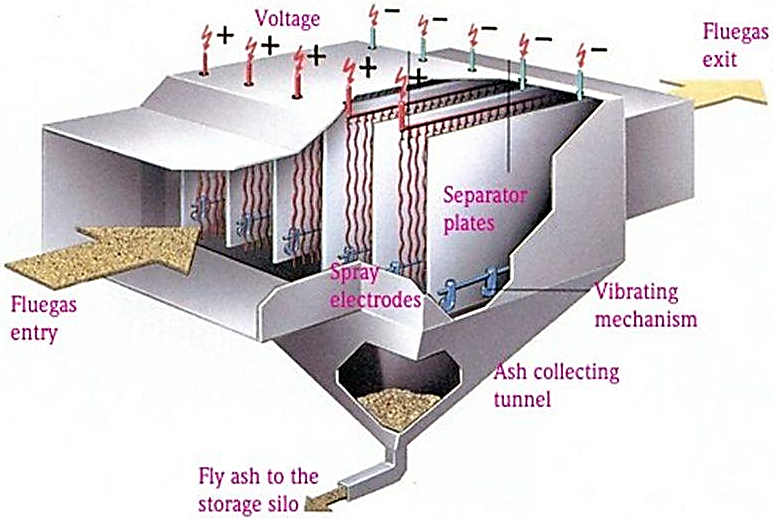 Voltage
+ + + + +
− − − − −
Fluegas
exit
Separator
plates
Spray
electrodes
Fluegas
entry
Vibrating
mechanism
Ash collecting
tunnel
Fly ash to the
storage silo